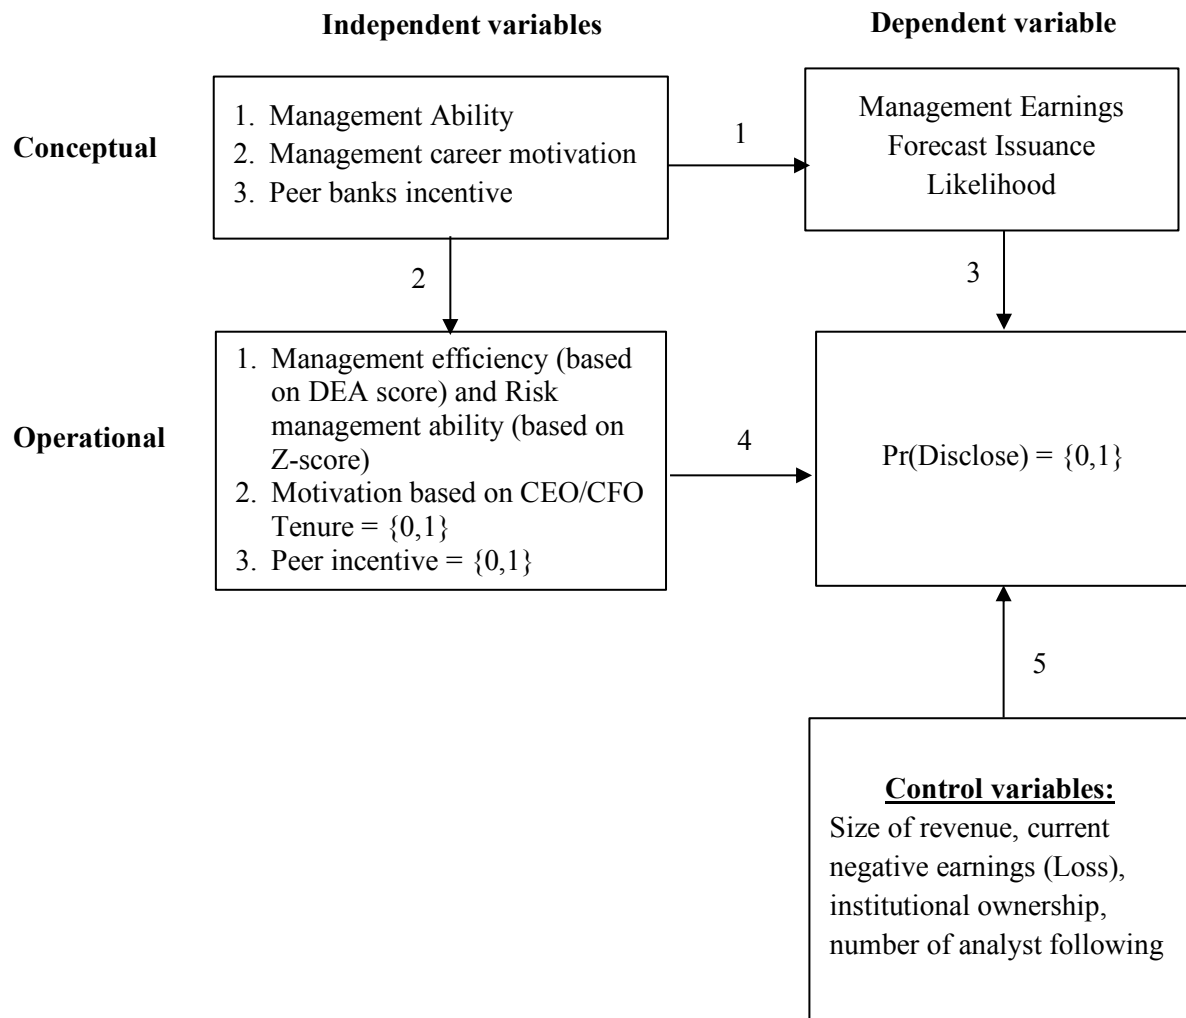 Independent variables
Dependent variable
Conceptual
1. Management Ability
2. Management career motivation
3. Peer banks incentive
1
Management Earnings
Forecast Issuance
Likelihood
2
3
Operational
1. Management efficiency (based
on DEA score) and Risk
management ability (based on
Z-score)
2. Motivation based on CEO/CFO
Tenure = {0,1}
3. Peer incentive = {0,1}
4
Pr(Disclose) = {0,1}
5
Control variables:
Size of revenue, current
negative earnings (Loss),
institutional ownership,
number of analyst following